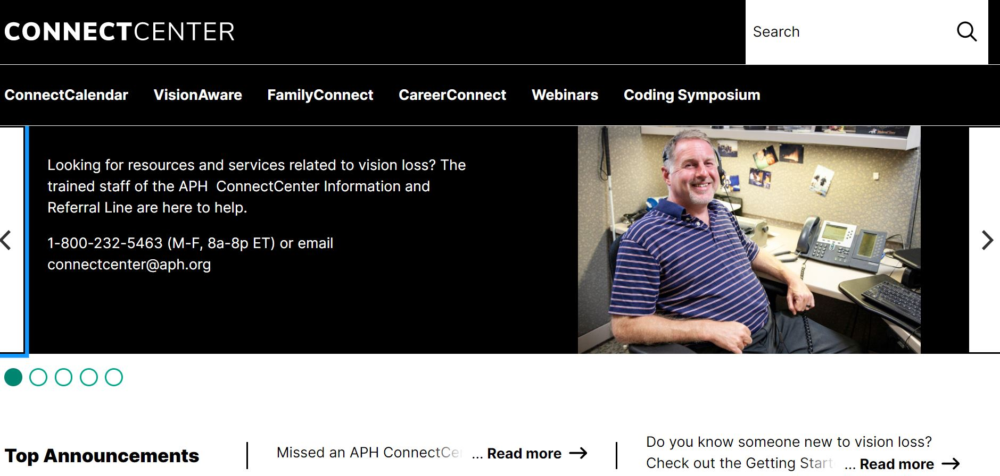 CONNECTCENTER
Search
ConnectCalendar VisionAware FamilyConnect CareerConnect Webinars Coding Symposium
Looking for resources and services related to vision loss? The
trained staff of the APH ConnectCenter Information and
Referral Line are here to help.
1-800-232-5463 (M-F, 8a-8p ET) or email
connectcenter@aph.org
Top Announcements
Missed an APH ConnectCe ... Read more
Do you know someone new to vision loss?
Check out the Getting Start ... Read more